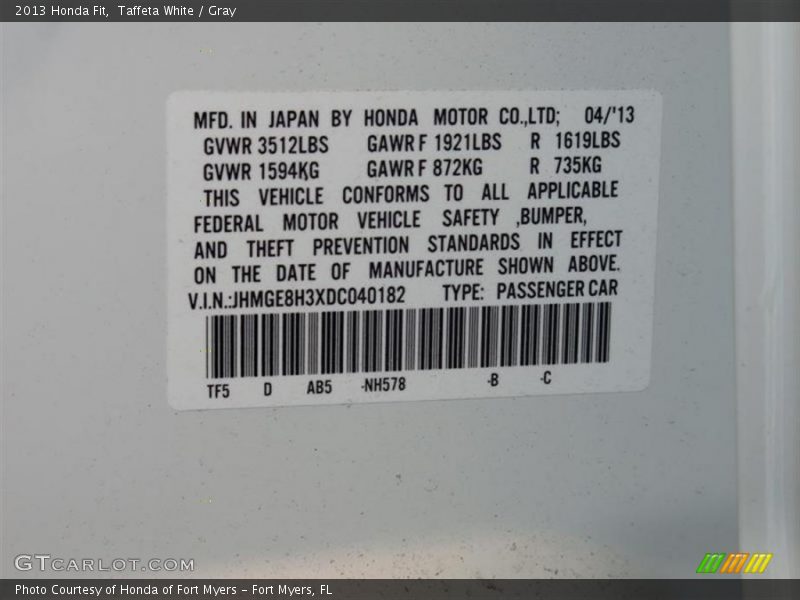 2013 Honda Fit,  Taffeta White / Gray
MFD. IN JAPAN BY HONDA MOTOR CO.,LTD; 04/'13
GVWR 3512LBS GAWR F 1921LBS R 1619LBS
GVWR 1594KG GAWR F 872KG R 735KG
THIS VEHICLE CONFORMS TO ALL APPLICABLE
FEDERAL MOTOR VEHICLE SAFETY ,BUMPER,
AND THEFT PREVENTION STANDARDS IN EFFECT
ON THE DATE OF MANUFACTURE SHOWN ABOVE.
V.I.N.:JHMGE8H3XDC040182 TYPE: PASSENGER CAR
TF5 D AB5 -NH578 -B -C
GTCARLOT.COM
Photo Courtesy of Honda of Fort Myers – Fort Myers, FL